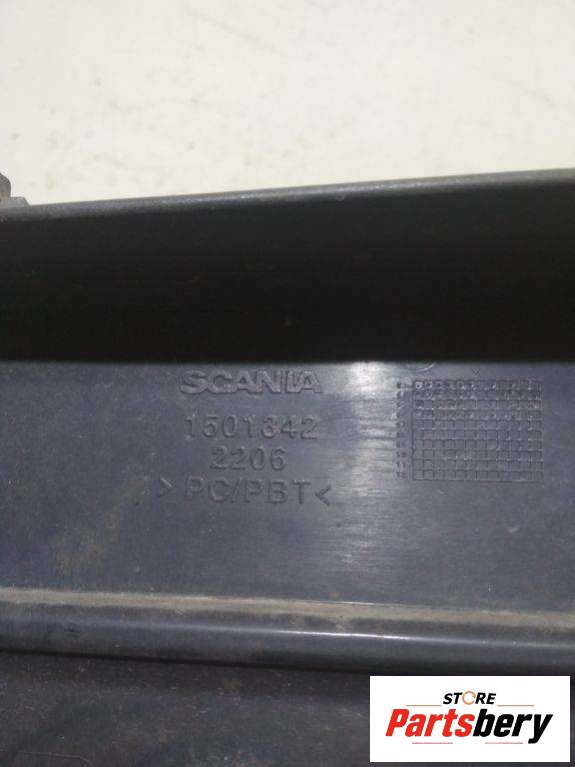 SCANIA
1501342
2206
>PC/PBT<
STORE
Partsbery